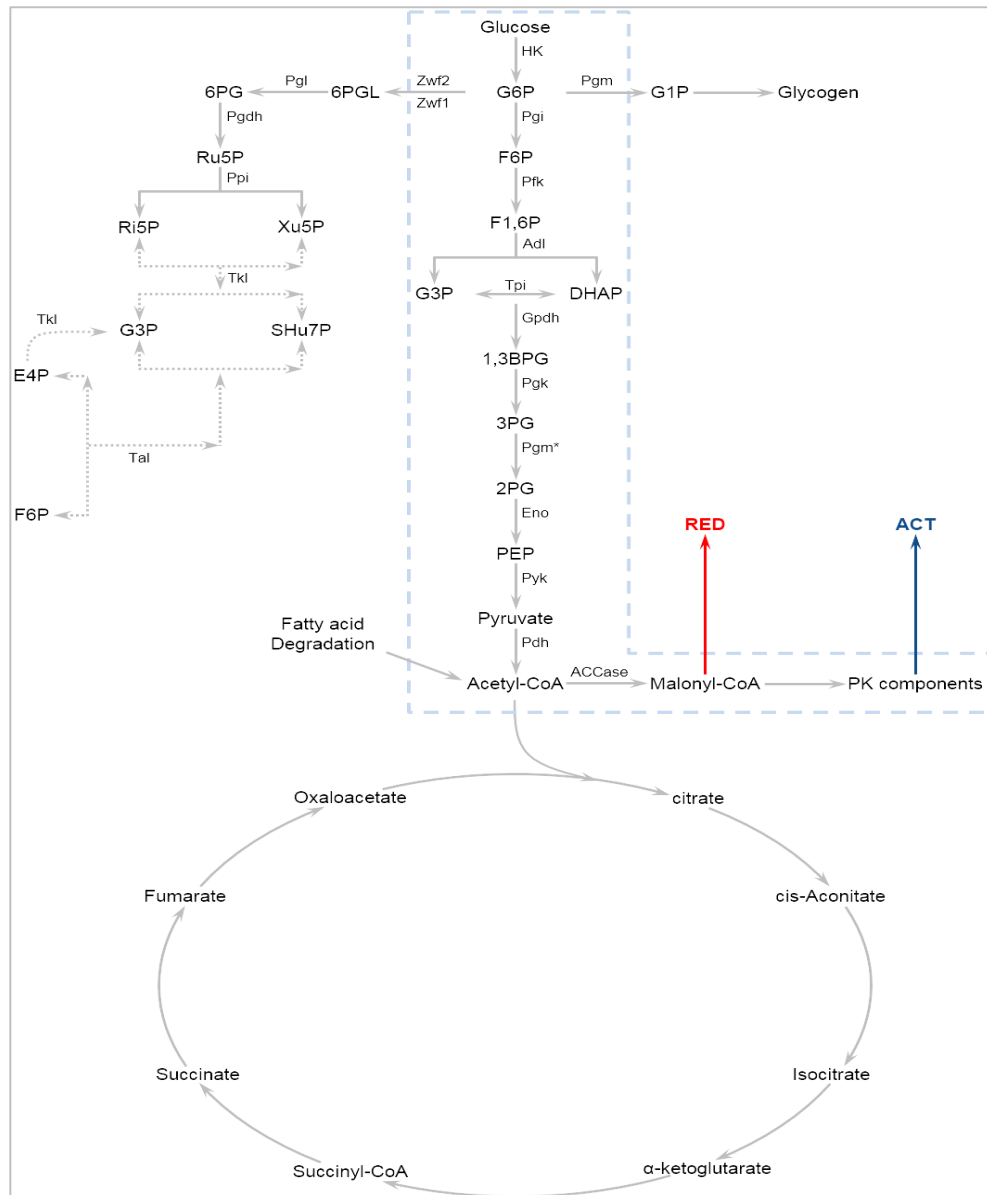 Glucose
HK
Pgl
Zwf2
Pgm
6PG
6PGL
G6P
G1P
Glycogen
Zwf1
Pgdh
Pgi
Ru5P
F6P
Ppi
Pfk
Ri5P
Xu5P
F1,6P
Adl
Tkl
G3P
Tpi
DHAP
Tkl
Gpdh
G3P
SHu7P
1,3BPG
E4P
Pgk
3PG
Tal
Pgm*
2PG
F6P
Eno
RED
ACT
PEP
Pyk
Fatty acid
Degradation
Pyruvate
Pdh
ACCase
Acetyl-CoA
Malonyl-CoA
PK components
Oxaloacetate
citrate
Fumarate
cis-Aconitate
Succinate
Isocitrate
Succinyl-CoA
α-ketoglutarate